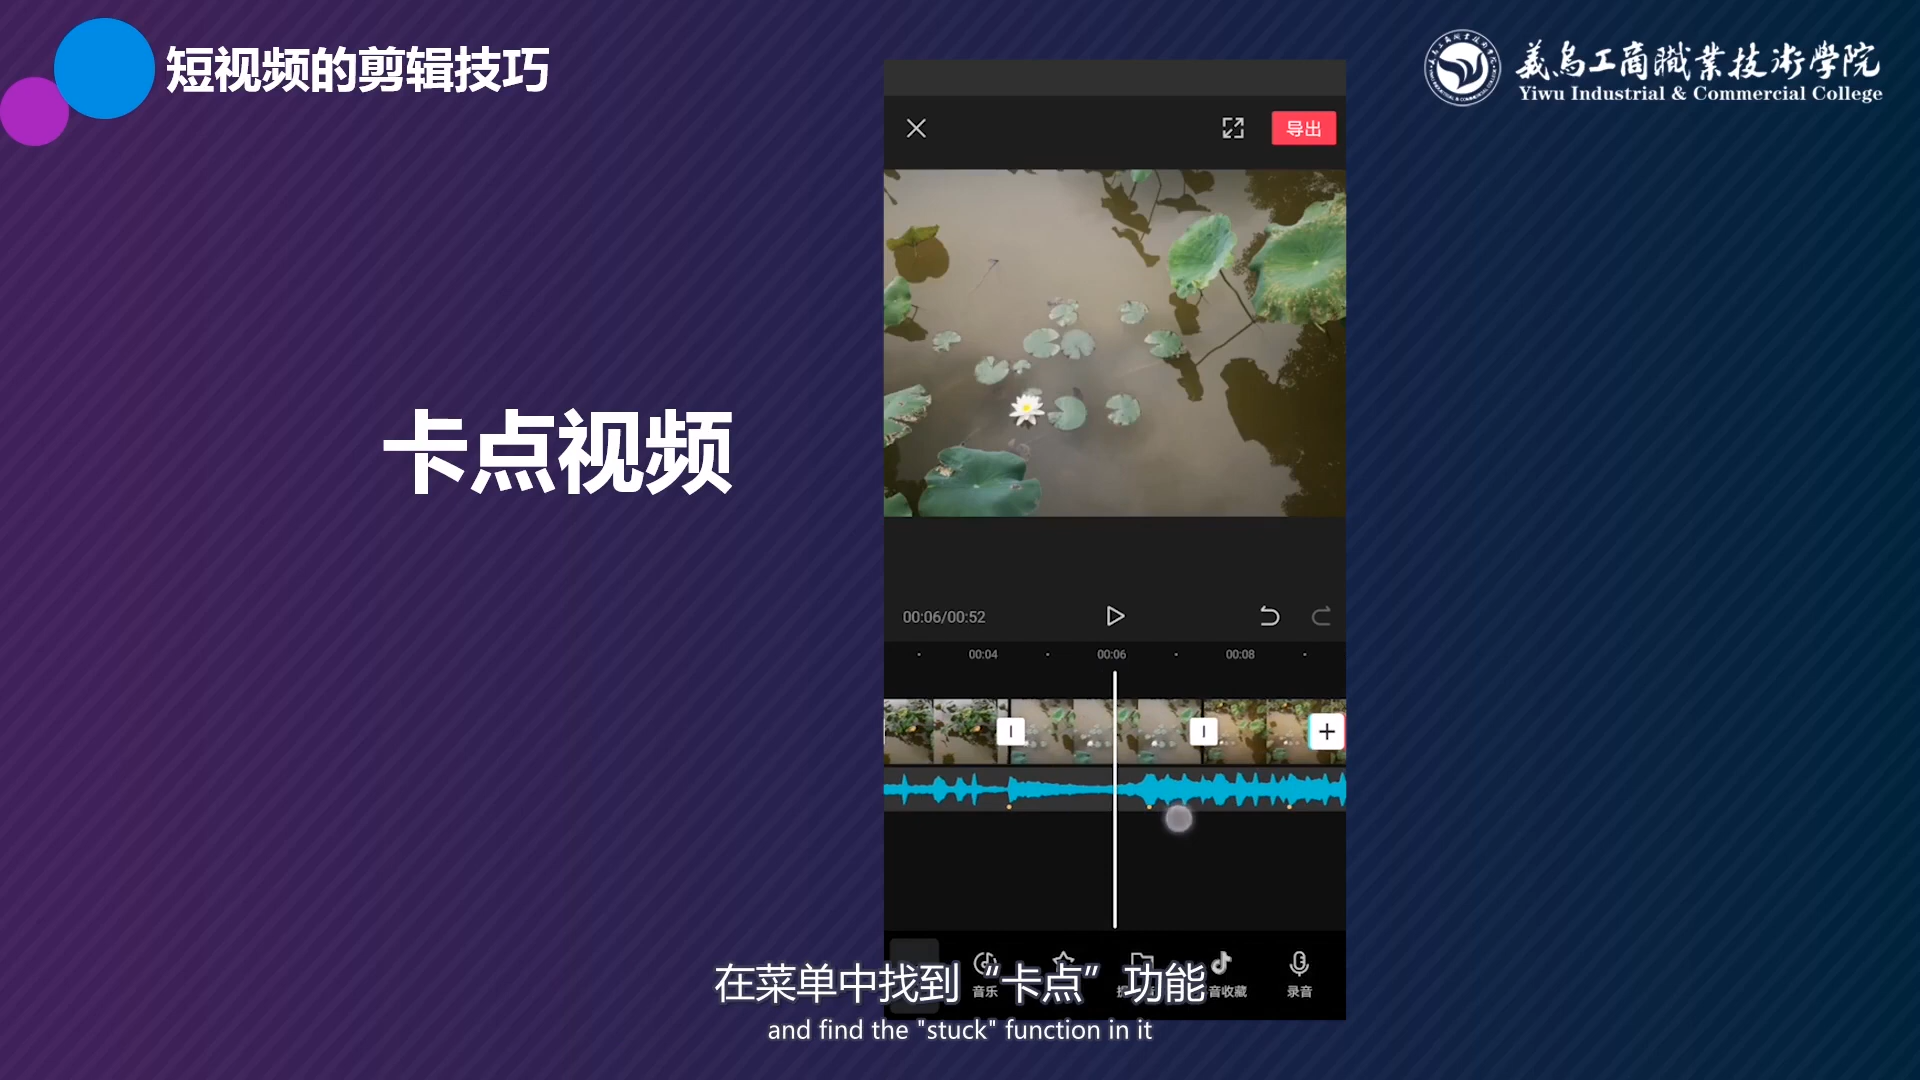 短视频的剪辑技巧
義烏工商職業技術學院
Yiwu Industrial & Commercial College
导出
卡点视频
00:06/00:52
00:04
00:06
00:08
音乐
音收藏
录音
在菜单中找到“卡点”功能
and find the "stuck" function in it